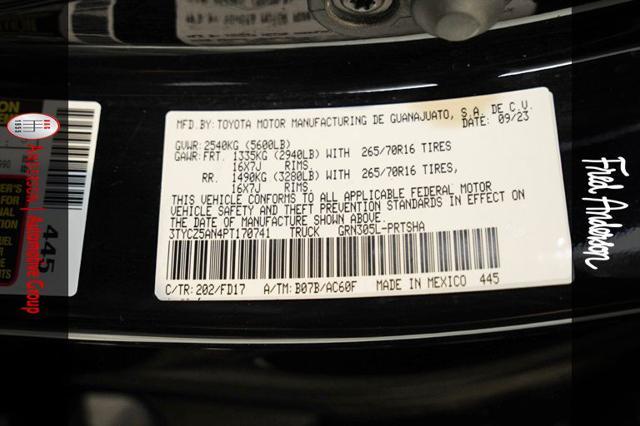 MFD.BY: TOYOTA MOTOR MANUFACTURING DE GUANAJUATO, S.A. DE C.V.
DATE: 09/23
GVWR: 2540KG (5600LB)
GAWR: FRT. 1335KG (2940LB) WITH 265/70R16 TIRES
16X7J RIMS,
RR. 1490KG (3280LB) WITH 265/70R16 TIRES,
16X7J RIMS.
THIS VEHICLE CONFORMS TO ALL APPLICABLE FEDERAL MOTOR
VEHICLE SAFETY AND THEFT PREVENTION STANDARDS IN EFFECT ON
THE DATE OF MANUFACTURE SHOWN ABOVE.
3TYCZ5AN4PT170741 TRUCK GRN305L-PRTSHA
C/TR: 202/FD17 A/TM: B07B/AC60F MADE IN MEXICO 445
445
Anderson | Automotive Group
Fred Anderson